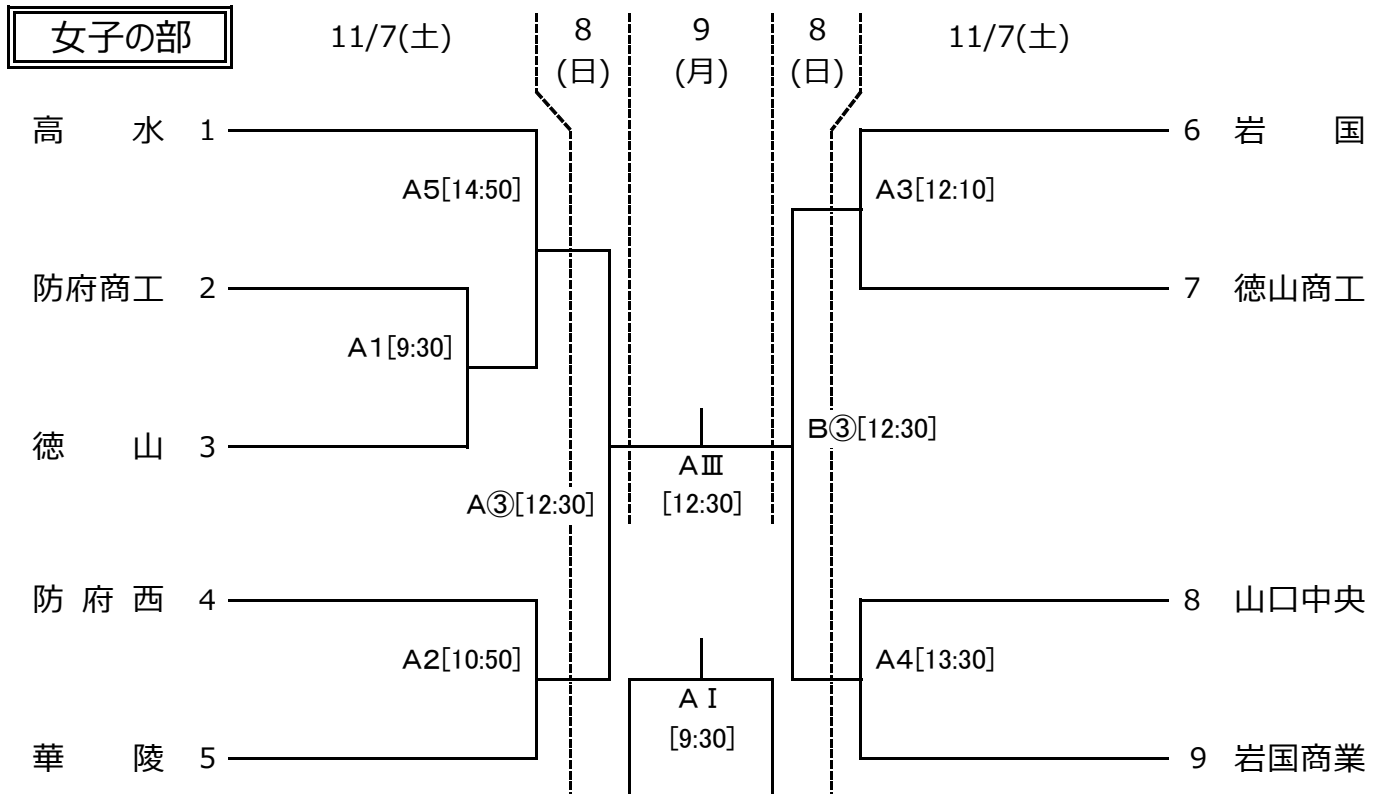 女子の部 11/7(土) 8 9 8 11/7(土)
(日) (月) (日)
高 水 1 6 岩 国
A5[14:50] A3[12:10]
防府商工 2 7 徳山商工
A1[9:30]
B③[12:30]
徳 山 3
AⅢ
A③[12:30] [12:30]
防 府 西 4 8 山口中央
A2[10:50] A4[13:30]
AⅠ
[9:30]
華 陵 5 9 岩国商業